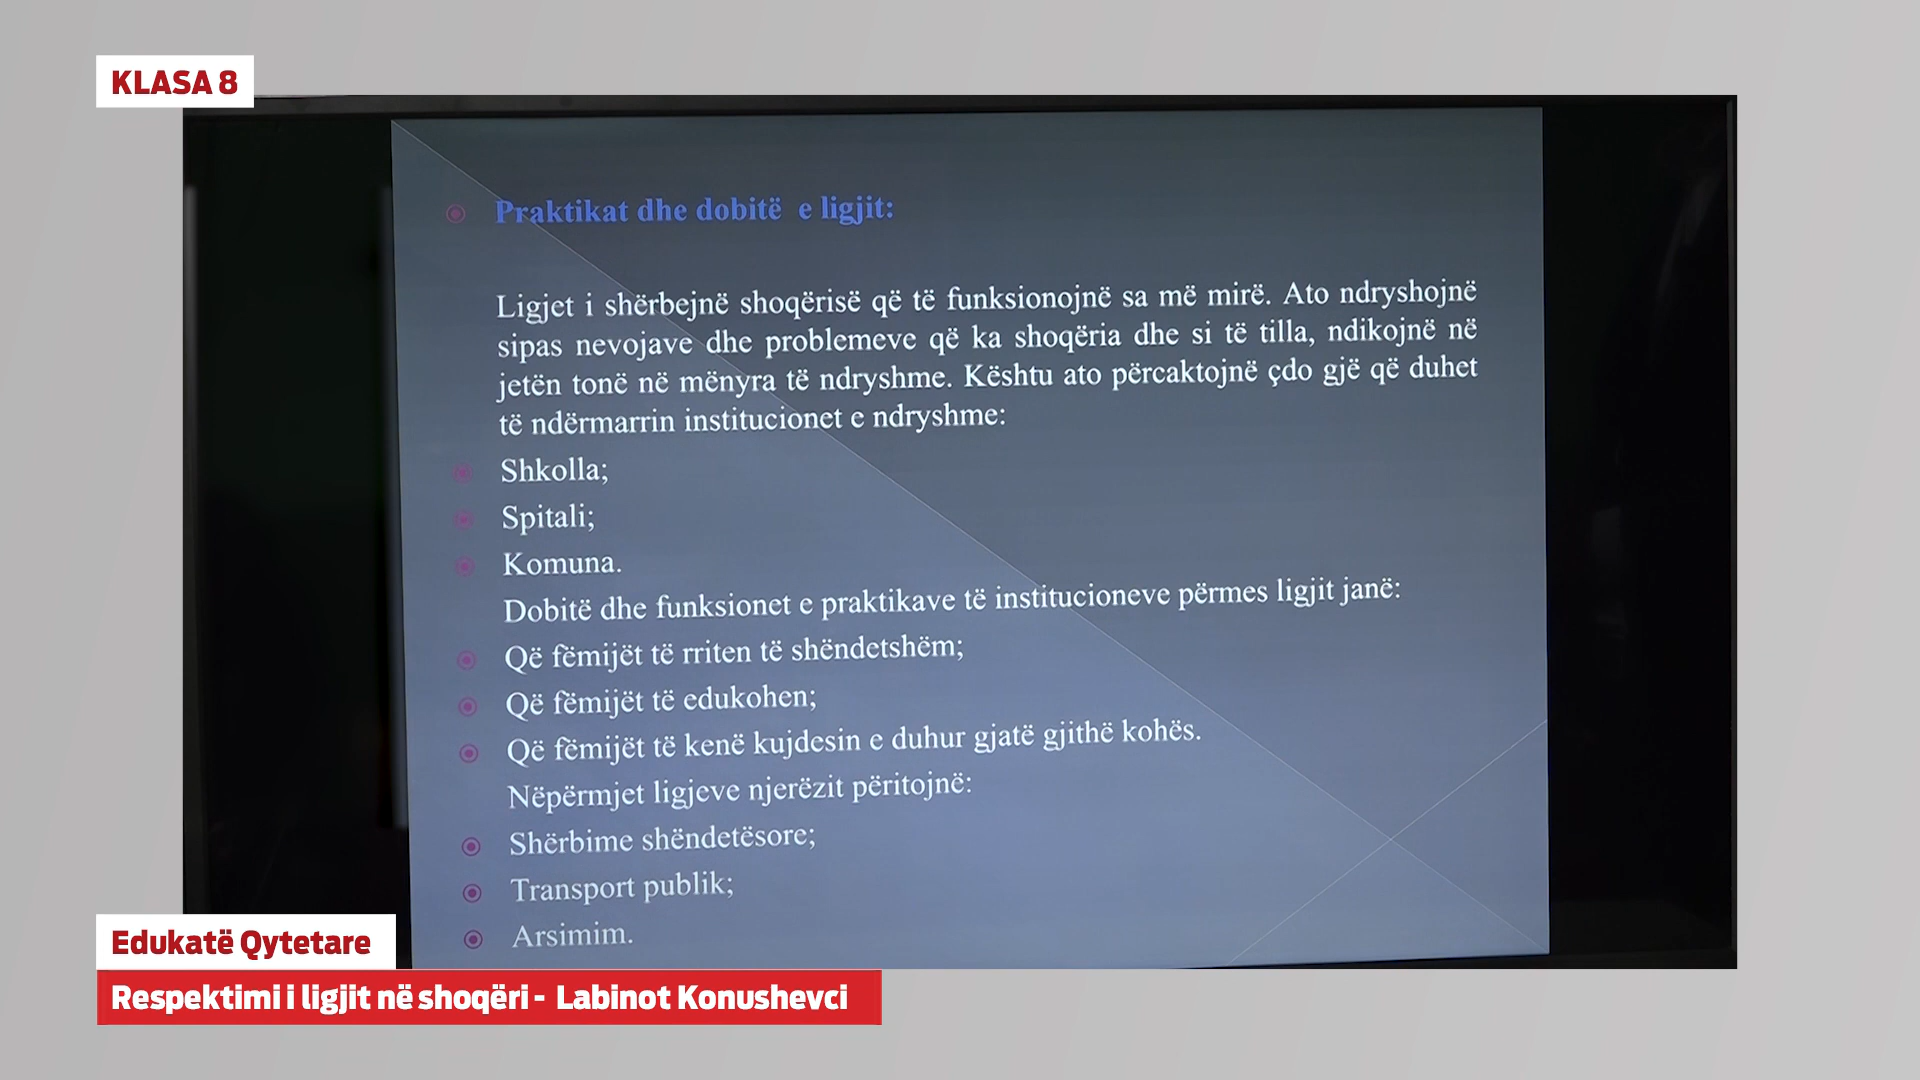 KLASA 8
Praktikat dhe dobitë e ligjit:
Ligjet i shërbejnë shoqërisë që të funksionojnë sa më mirë. Ato ndryshojnë
sipas nevojave dhe problemeve që ka shoqëria dhe si të tilla, ndikojnë në
jetën tonë në mënyra të ndryshme. Kështu ato përcaktojnë çdo gjë që duhet
të ndërmarrin institucionet e ndryshme:
Shkolla;
Spitali;
Komuna.
Dobitë dhe funksionet e praktikave të institucioneve përmes ligjit janë:
Që fëmijët të rriten të shëndetshëm;
Që fëmijët të edukohen;
Që fëmijët të kenë kujdesin e duhur gjatë gjithë kohës.
Nëpërmjet ligjeve njerëzit përitojnë:
Shërbime shëndetësore;
Transport publik;
Arsimim.
Edukatë Qytetare
Respektimi i ligjit në shoqëri - Labinot Konushevci